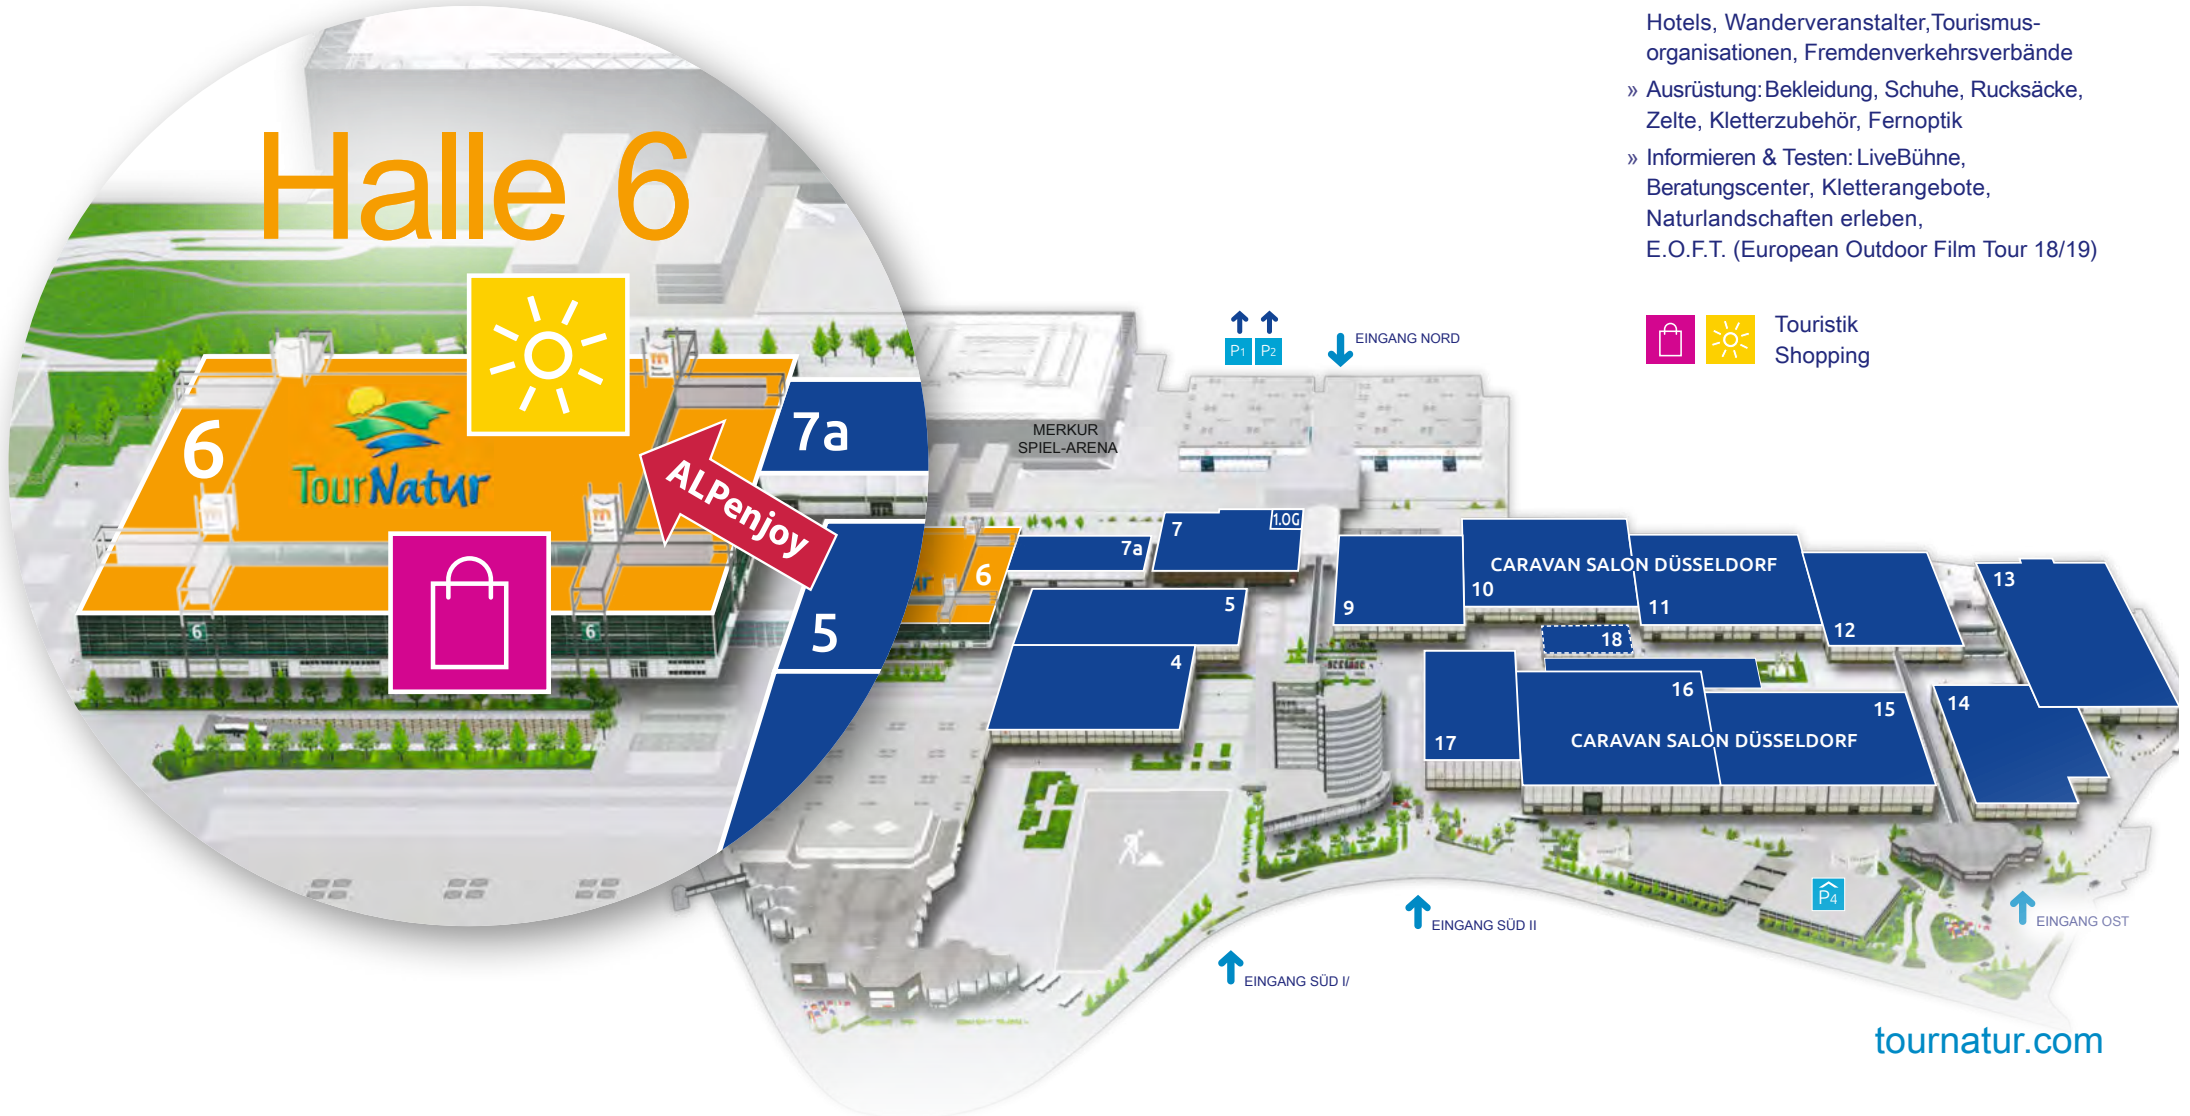 Hotels, Wanderveranstalter,Tourismus-
organisationen, Fremdenverkehrsverbände
» Ausrüstung: Bekleidung, Schuhe, Rucksäcke,
Zelte, Kletterzubehör, Fernoptik
» Informieren & Testen: LiveBühne,
Beratungscenter, Kletterangebote,
Naturlandschaften erleben,
E.O.F.T. (European Outdoor Film Tour 18/19)
Touristik
Shopping
Halle 6
6
TourNatur
ALPenjoy
7a
5
6
6
MERKUR
SPIEL-ARENA
P1
P2
EINGANG NORD
6
7a
7
1.OG
5
4
9
10
CARAVAN SALON DÜSSELDORF
11
12
13
18
17
16
15
CARAVAN SALON DÜSSELDORF
14
P4
EINGANG OST
EINGANG SÜD II
EINGANG SÜD I/
tournatur.com